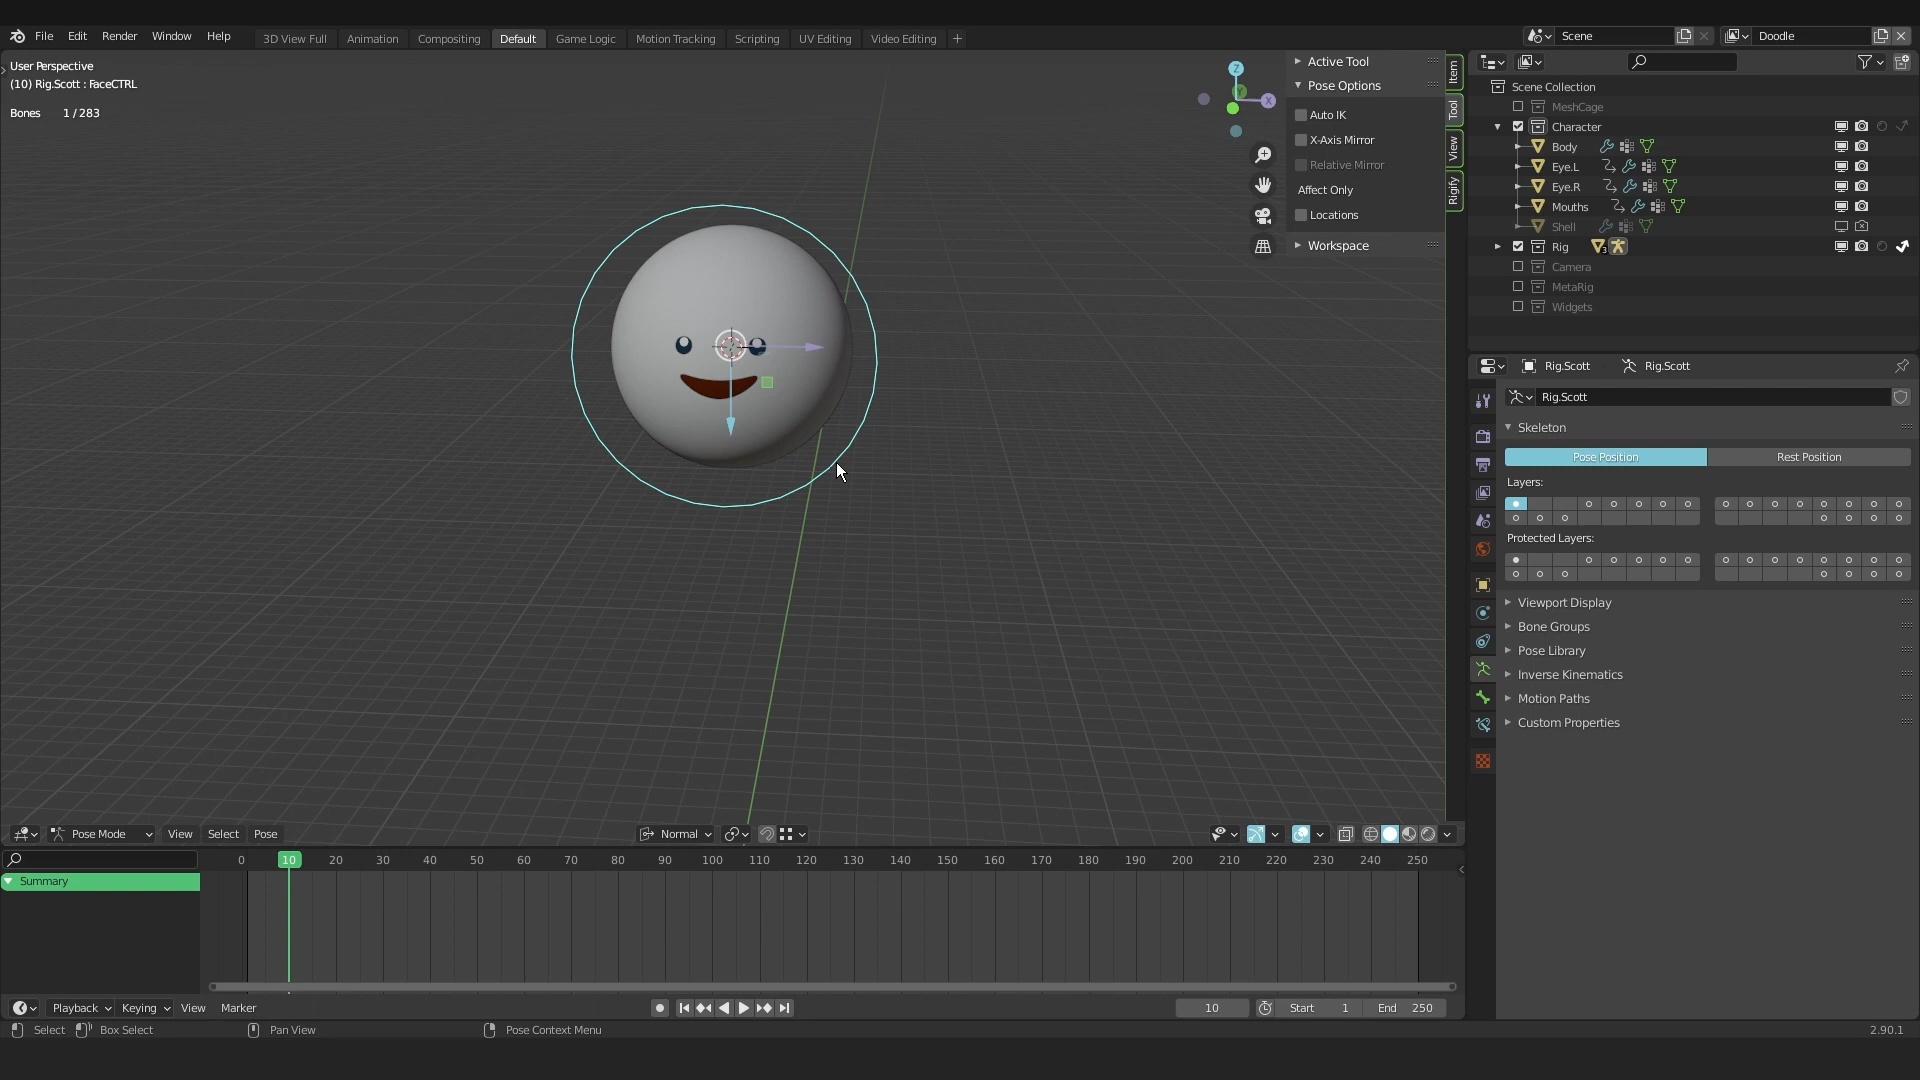 File Edit Render Window Help 3D View Full Animation Compositing Default Game Logic Motion Tracking Scripting UV Editing Video Editing + Scene Doodle
User Perspective
(10) Rig.Scott : FaceCTRL
Bones 1 / 283
Z
Y
X
Active Tool
Pose Options
Auto IK
X-Axis Mirror
Relative Mirror
Affect Only
Locations
Workspace
Item
Tool
View
Rigify
Scene Collection
MeshCage
Character
Body
Eye.L
Eye.R
Mouths
Shell
Rig 3
Camera
MetaRig
Widgets
Rig.Scott Rig.Scott
Rig.Scott
Skeleton
Pose Position Rest Position
Layers:
Protected Layers:
Viewport Display
Bone Groups
Pose Library
Inverse Kinematics
Motion Paths
Custom Properties
Pose Mode View Select Pose Normal
0 10 20 30 40 50 60 70 80 90 100 110 120 130 140 150 160 170 180 190 200 210 220 230 240 250
Summary
Playback Keying View Marker 10 Start 1 End 250
Select Box Select Pan View Pose Context Menu 2.90.1